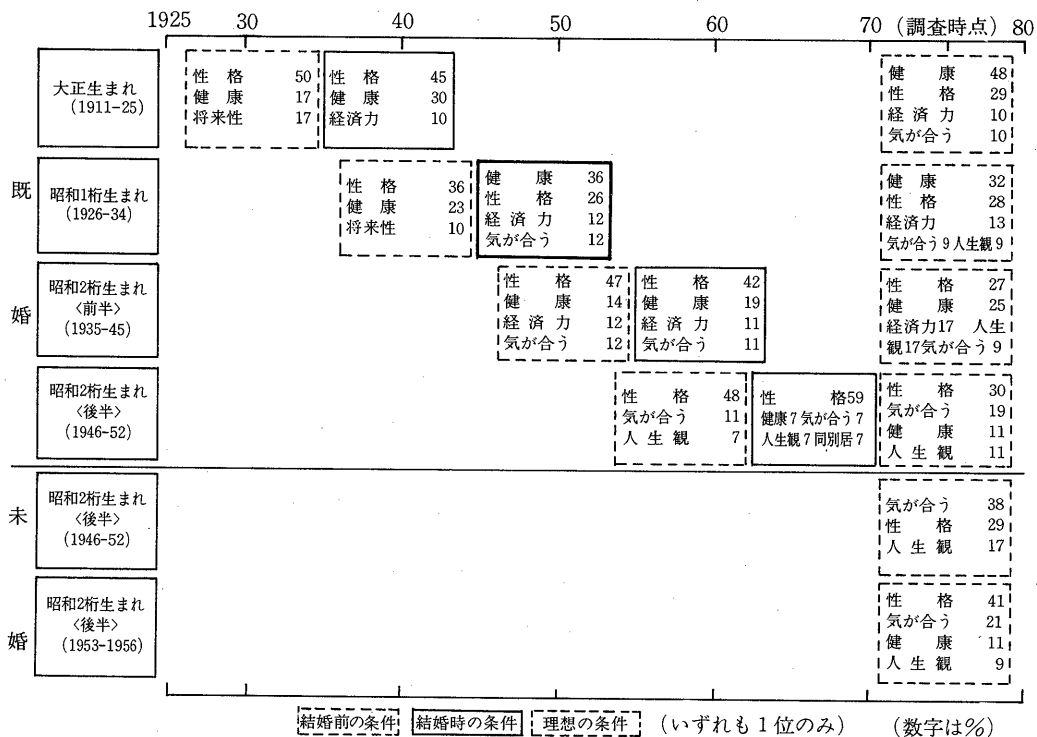 1925 30 40 50 60 70 (調査時点) 80
既婚
大正生まれ
(1911-25)
性格 50
健康 17
将来性 17
性格 45
健康 30
経済力 10
健康 48
性格 29
経済力 10
気が合う 10
昭和1桁生まれ
(1926-34)
性格 36
健康 23
将来性 10
健康 36
性格 26
経済力 12
気が合う 12
健康 32
性格 28
経済力 13
気が合う9人生観9
昭和2桁生まれ
〈前半〉
(1935-45)
性格 47
健康 14
経済力 12
気が合う 12
性格 42
健康 19
経済力 11
気が合う 11
性格 27
健康 25
経済力17 人生
観17気が合う9
昭和2桁生まれ
〈後半〉
(1946-52)
性格 48
気が合う 11
人生観 7
性格59
健康7気が合う7
人生観7同別居7
性格 30
気が合う 19
健康 11
人生観 11
未婚
昭和2桁生まれ
〈後半〉
(1946-52)
気が合う 38
性格 29
人生観 17
昭和2桁生まれ
〈後半〉
(1953-1956)
性格 41
気が合う 21
健康 11
人生観 9
結婚前の条件 結婚時の条件 理想の条件 (いずれも1位のみ) (数字は%)